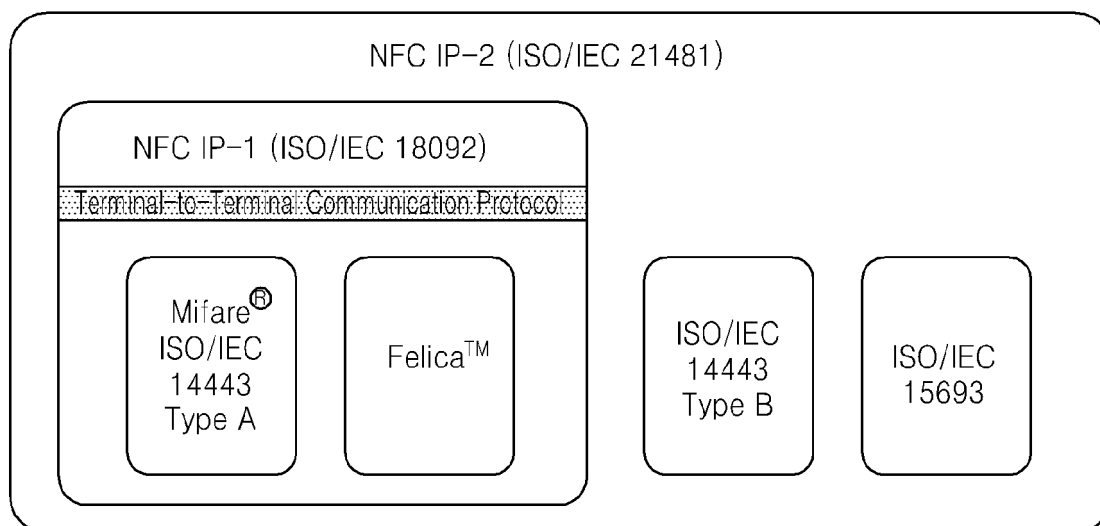 NFC IP-2 (ISO/IEC 21481)
NFC IP-1 (ISO/IEC 18092)
Terminal-to-Terminal Communication Protocol
Mifare®
ISO/IEC
14443
Type A
Felica™
ISO/IEC
14443
Type B
ISO/IEC
15693